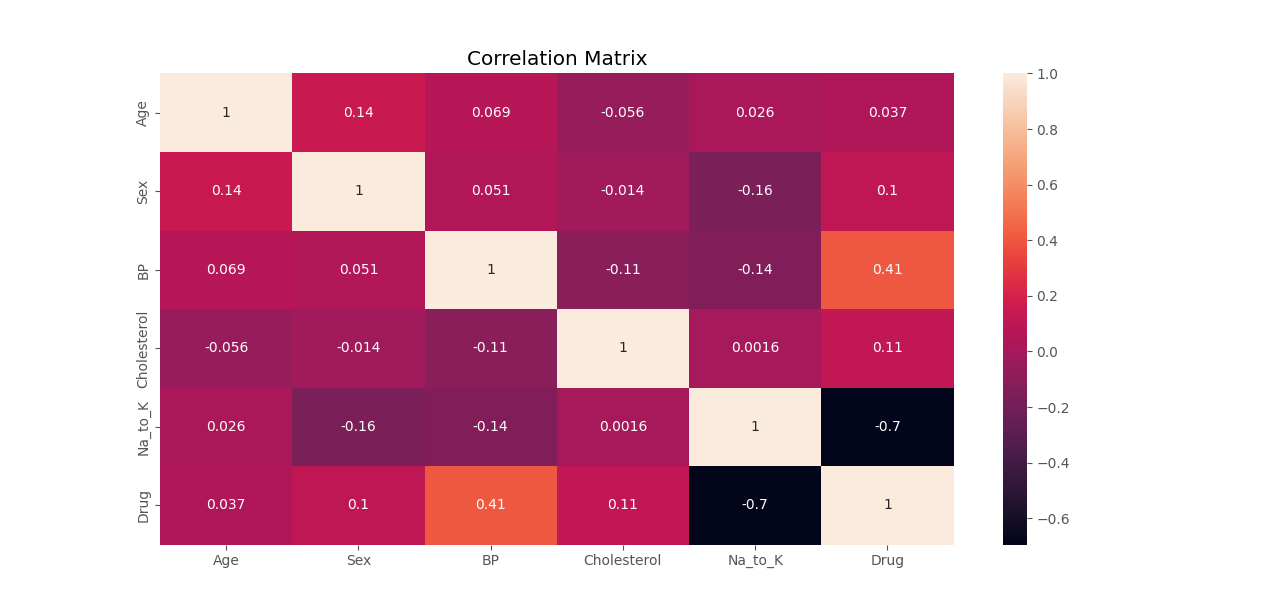 Correlation Matrix
Age 1 0.14 0.069 -0.056 0.026 0.037
Sex 0.14 1 0.051 -0.014 -0.16 0.1
BP 0.069 0.051 1 -0.11 -0.14 0.41
Cholesterol -0.056 -0.014 -0.11 1 0.0016 0.11
Na_to_K 0.026 -0.16 -0.14 0.0016 1 -0.7
Drug 0.037 0.1 0.41 0.11 -0.7 1
Age Sex BP Cholesterol Na_to_K Drug
1.0
0.8
0.6
0.4
0.2
0.0
−0.2
−0.4
−0.6